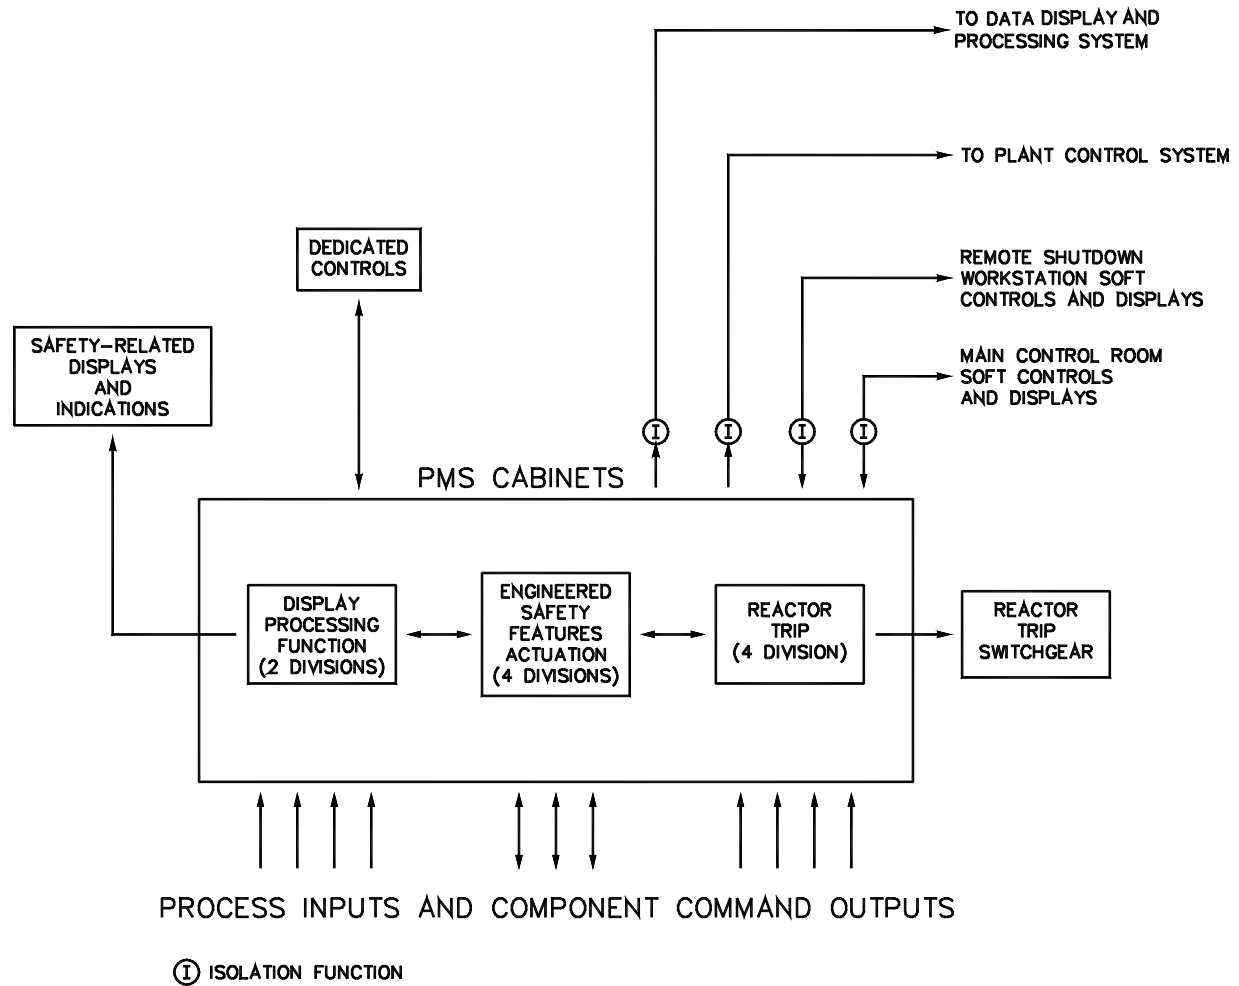 TO DATA DISPLAY AND
PROCESSING SYSTEM
TO PLANT CONTROL SYSTEM
DEDICATED
CONTROLS
REMOTE SHUTDOWN
WORKSTATION SOFT
CONTROLS AND DISPLAYS
SAFETY-RELATED
DISPLAYS
AND
INDICATIONS
MAIN CONTROL ROOM
SOFT CONTROLS
AND DISPLAYS
I
I
I
I
PMS CABINETS
DISPLAY
PROCESSING
FUNCTION
(2 DIVISIONS)
ENGINEERED
SAFETY
FEATURES
ACTUATION
(4 DIVISIONS)
REACTOR
TRIP
(4 DIVISION)
REACTOR
TRIP
SWITCHGEAR
PROCESS INPUTS AND COMPONENT COMMAND OUTPUTS
I ISOLATION FUNCTION